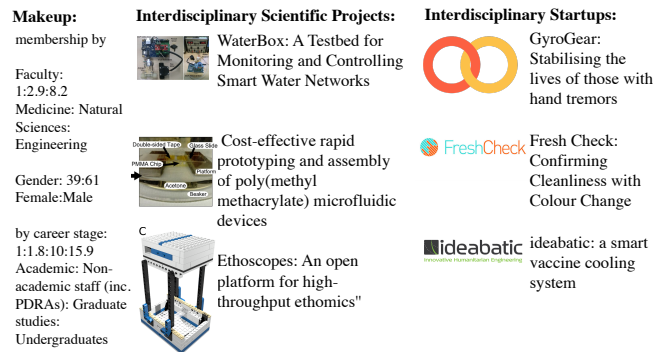 Makeup:
membership by
Faculty:
1:2.9:8.2
Medicine: Natural
Sciences:
Engineering
Gender: 39:61
Female:Male
by career stage:
1:1.8:10:15.9
Academic: Non-
academic staff (inc.
PDRAs): Graduate
studies:
Undergraduates
Interdisciplinary Scientific Projects:
WaterBox: A Testbed for
Monitoring and Controlling
Smart Water Networks
Double-sided Tape
Glass Slide
PMMA Chip
Platform
Acetone
Beaker
Cost-effective rapid
prototyping and assembly
of poly(methyl
methacrylate) microfluidic
devices
C
Ethoscopes: An open
platform for high-
throughput ethomics"
Interdisciplinary Startups:
GyroGear:
Stabilising the
lives of those with
hand tremors
FreshCheck
Fresh Check:
Confirming
Cleanliness with
Colour Change
ideabatic
Innovative Humanitarian Engineering
ideabatic: a smart
vaccine cooling
system